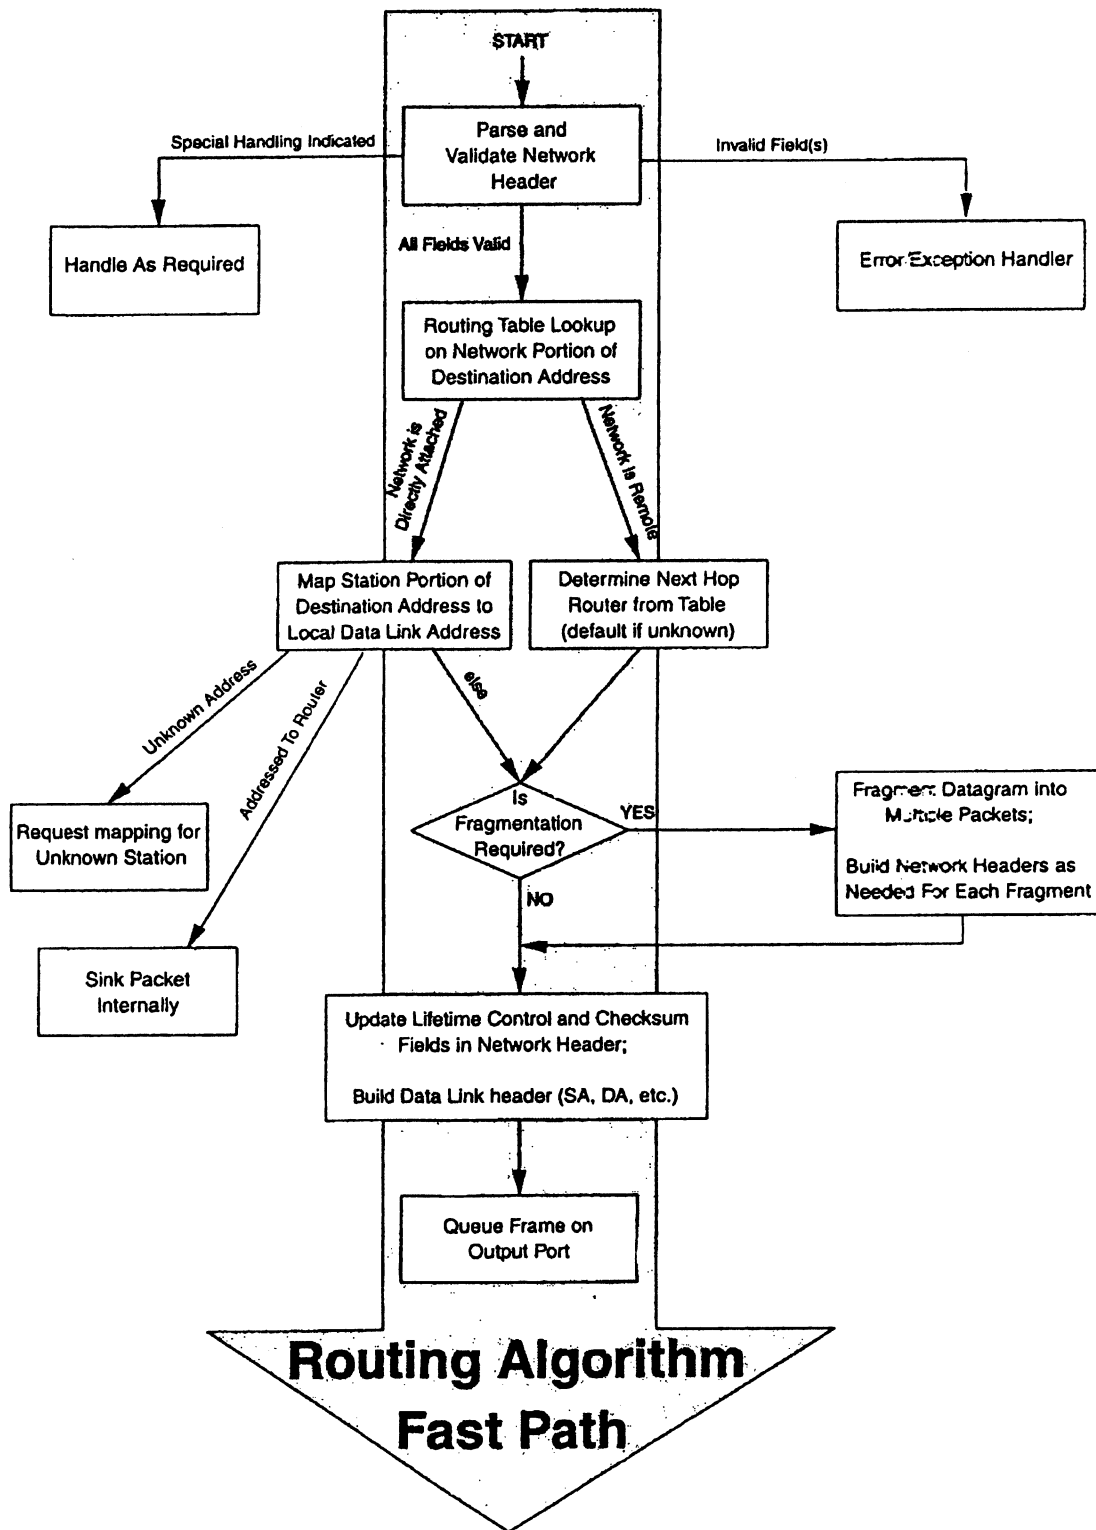 START
Parse and
Validate Network
Header
Special Handling Indicated
Invalid Field(s)
Handle As Required
All Fields Valid
Error/Exception Handler
Routing Table Lookup
on Network Portion of
Destination Address
Network is
Directly Attached
Network is Remote
Map Station Portion of
Destination Address to
Local Data Link Address
Determine Next Hop
Router from Table
(default if unknown)
Unknown Address
Addressed To Router
else
Request mapping for
Unknown Station
Sink Packet
Internally
Is
Fragmentation
Required?
YES
NO
Fragment Datagram into
Multiple Packets;
Build Network Headers as
Needed For Each Fragment
Update Lifetime Control and Checksum
Fields in Network Header;
Build Data Link header (SA, DA, etc.)
Queue Frame on
Output Port
Routing Algorithm
Fast Path